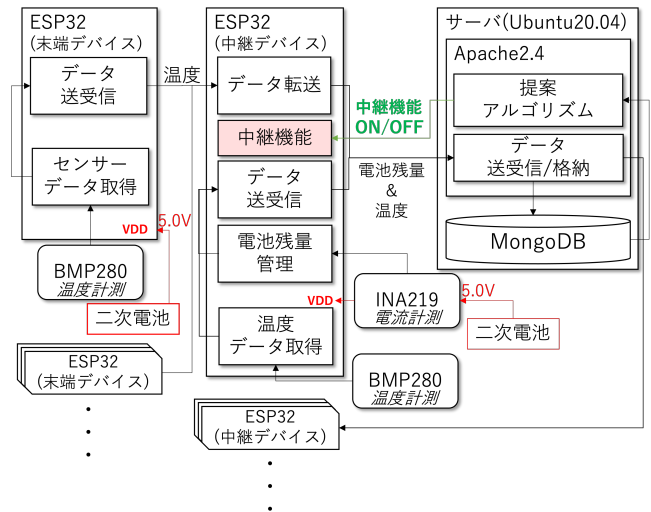 ESP32
(末端デバイス)
データ
送受信
センサー
データ取得
VDD
5.0V
BMP280
温度計測
二次電池
ESP32
(末端デバイス)
温度
ESP32
(中継デバイス)
データ転送
中継機能
データ
送受信
電池残量
管理
温度
データ取得
VDD
INA219
電流計測
5.0V
二次電池
BMP280
温度計測
ESP32
(中継デバイス)
中継機能
ON/OFF
電池残量
&
温度
サーバ(Ubuntu20.04)
Apache2.4
提案
アルゴリズム
データ
送受信/格納
MongoDB